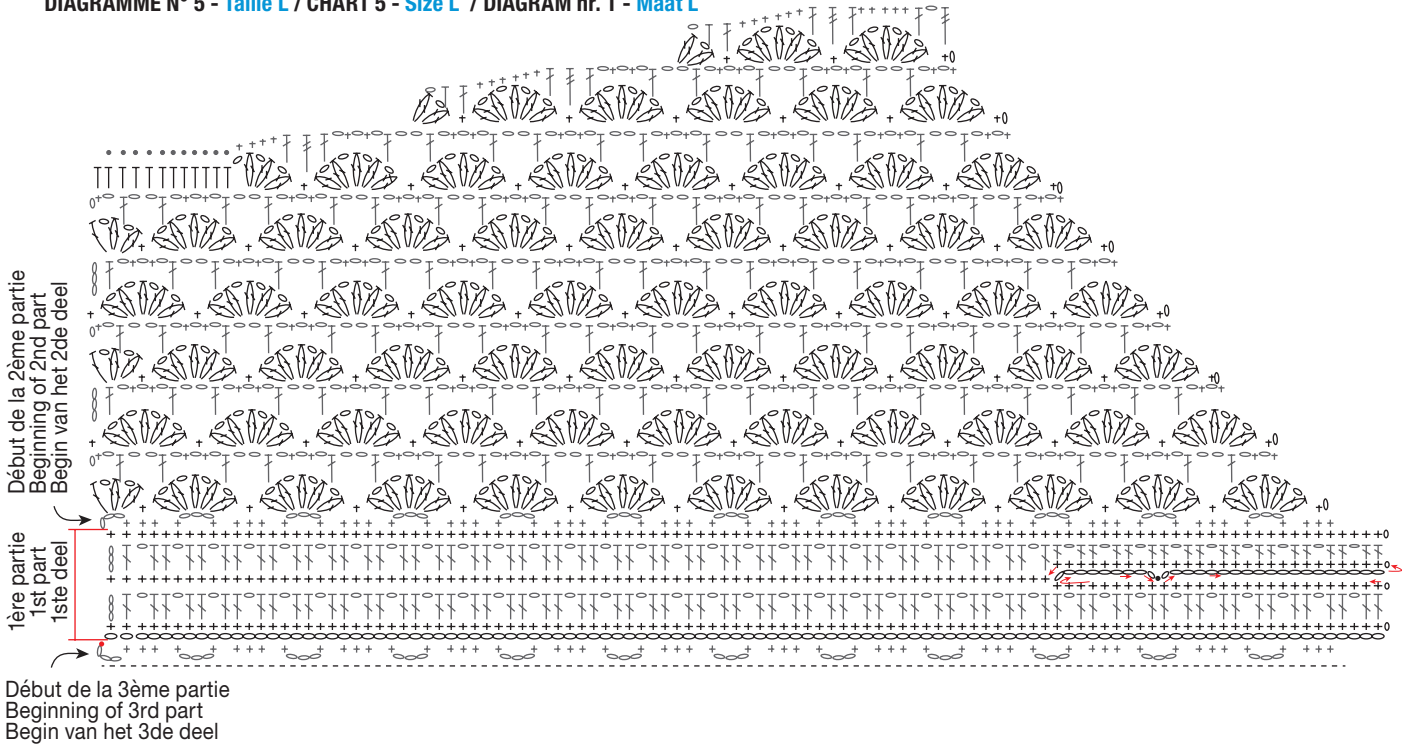 DIAGRAMME N° 5 - Taille L / CHART 5 - Size L / DIAGRAM nr. 1 - Maat L
Début de la 2ème partie
Beginning of 2nd part
Begin van het 2de deel
1ère partie
1st part
1ste deel
Début de la 3ème partie
Beginning of 3rd part
Begin van het 3de deel